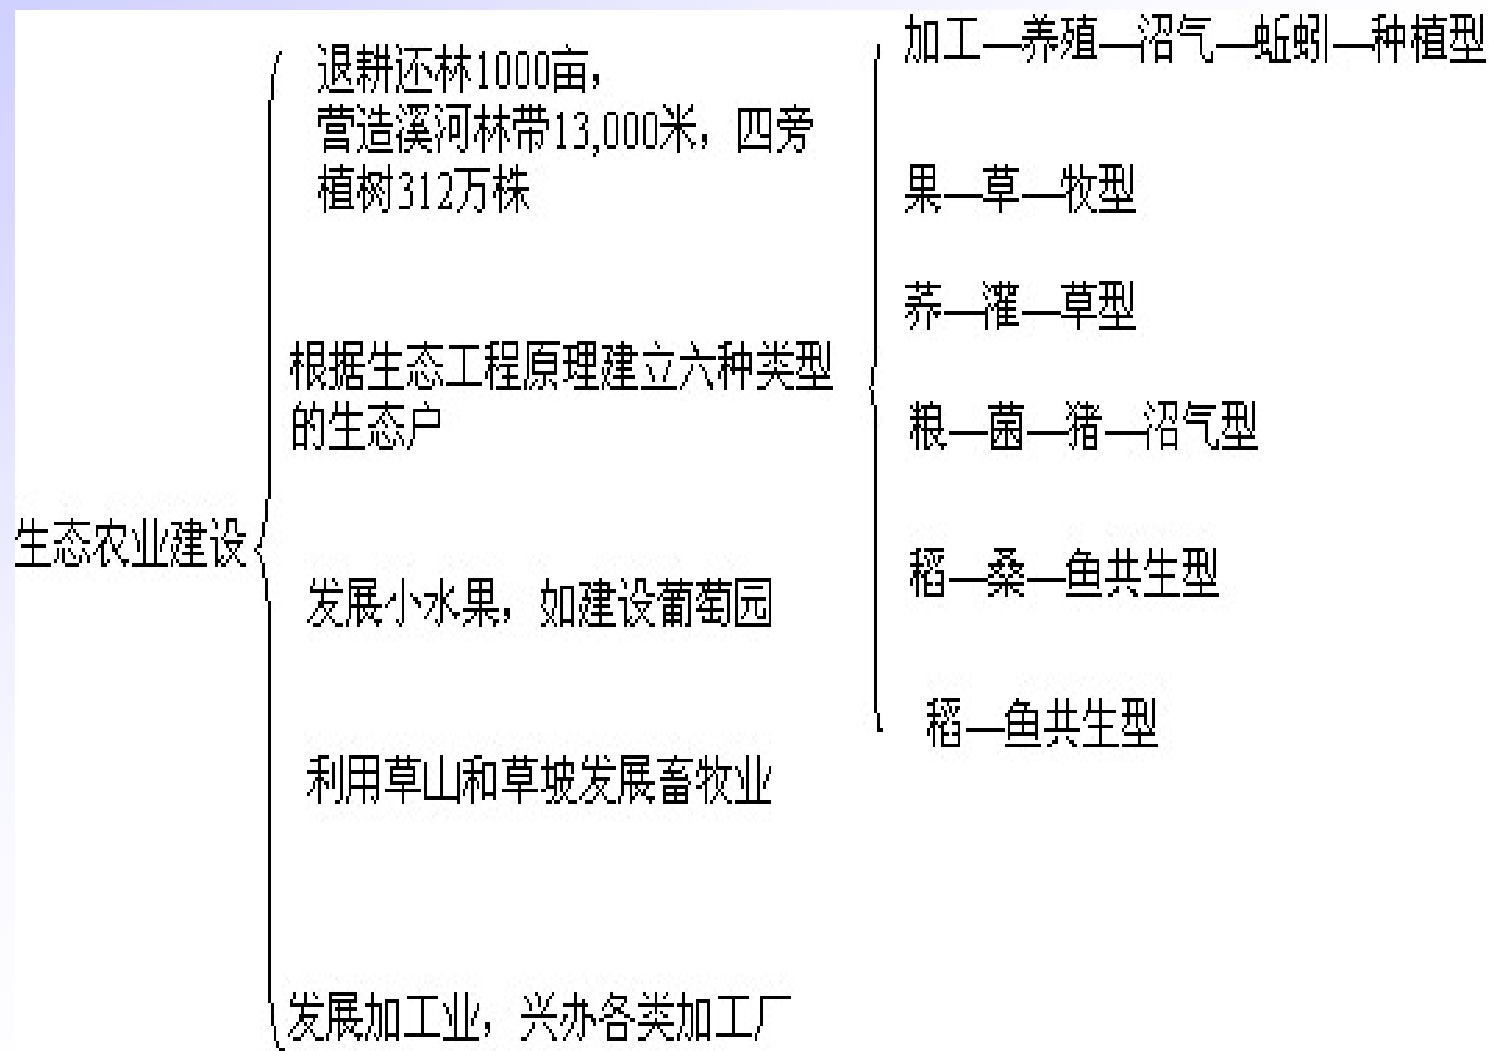 生态农业建设
退耕还林1000亩，
营造溪河林带13,000米，四旁
植树312万株
根据生态工程原理建立六种类型
的生态户
发展小水果，如建设葡萄园
利用草山和草坡发展畜牧业
发展加工业，兴办各类加工厂
加工—养殖—沼气—蚯蚓—种植型
果—草—牧型
荞—灌—草型
粮—菌—猪—沼气型
稻—桑—鱼共生型
稻—鱼共生型